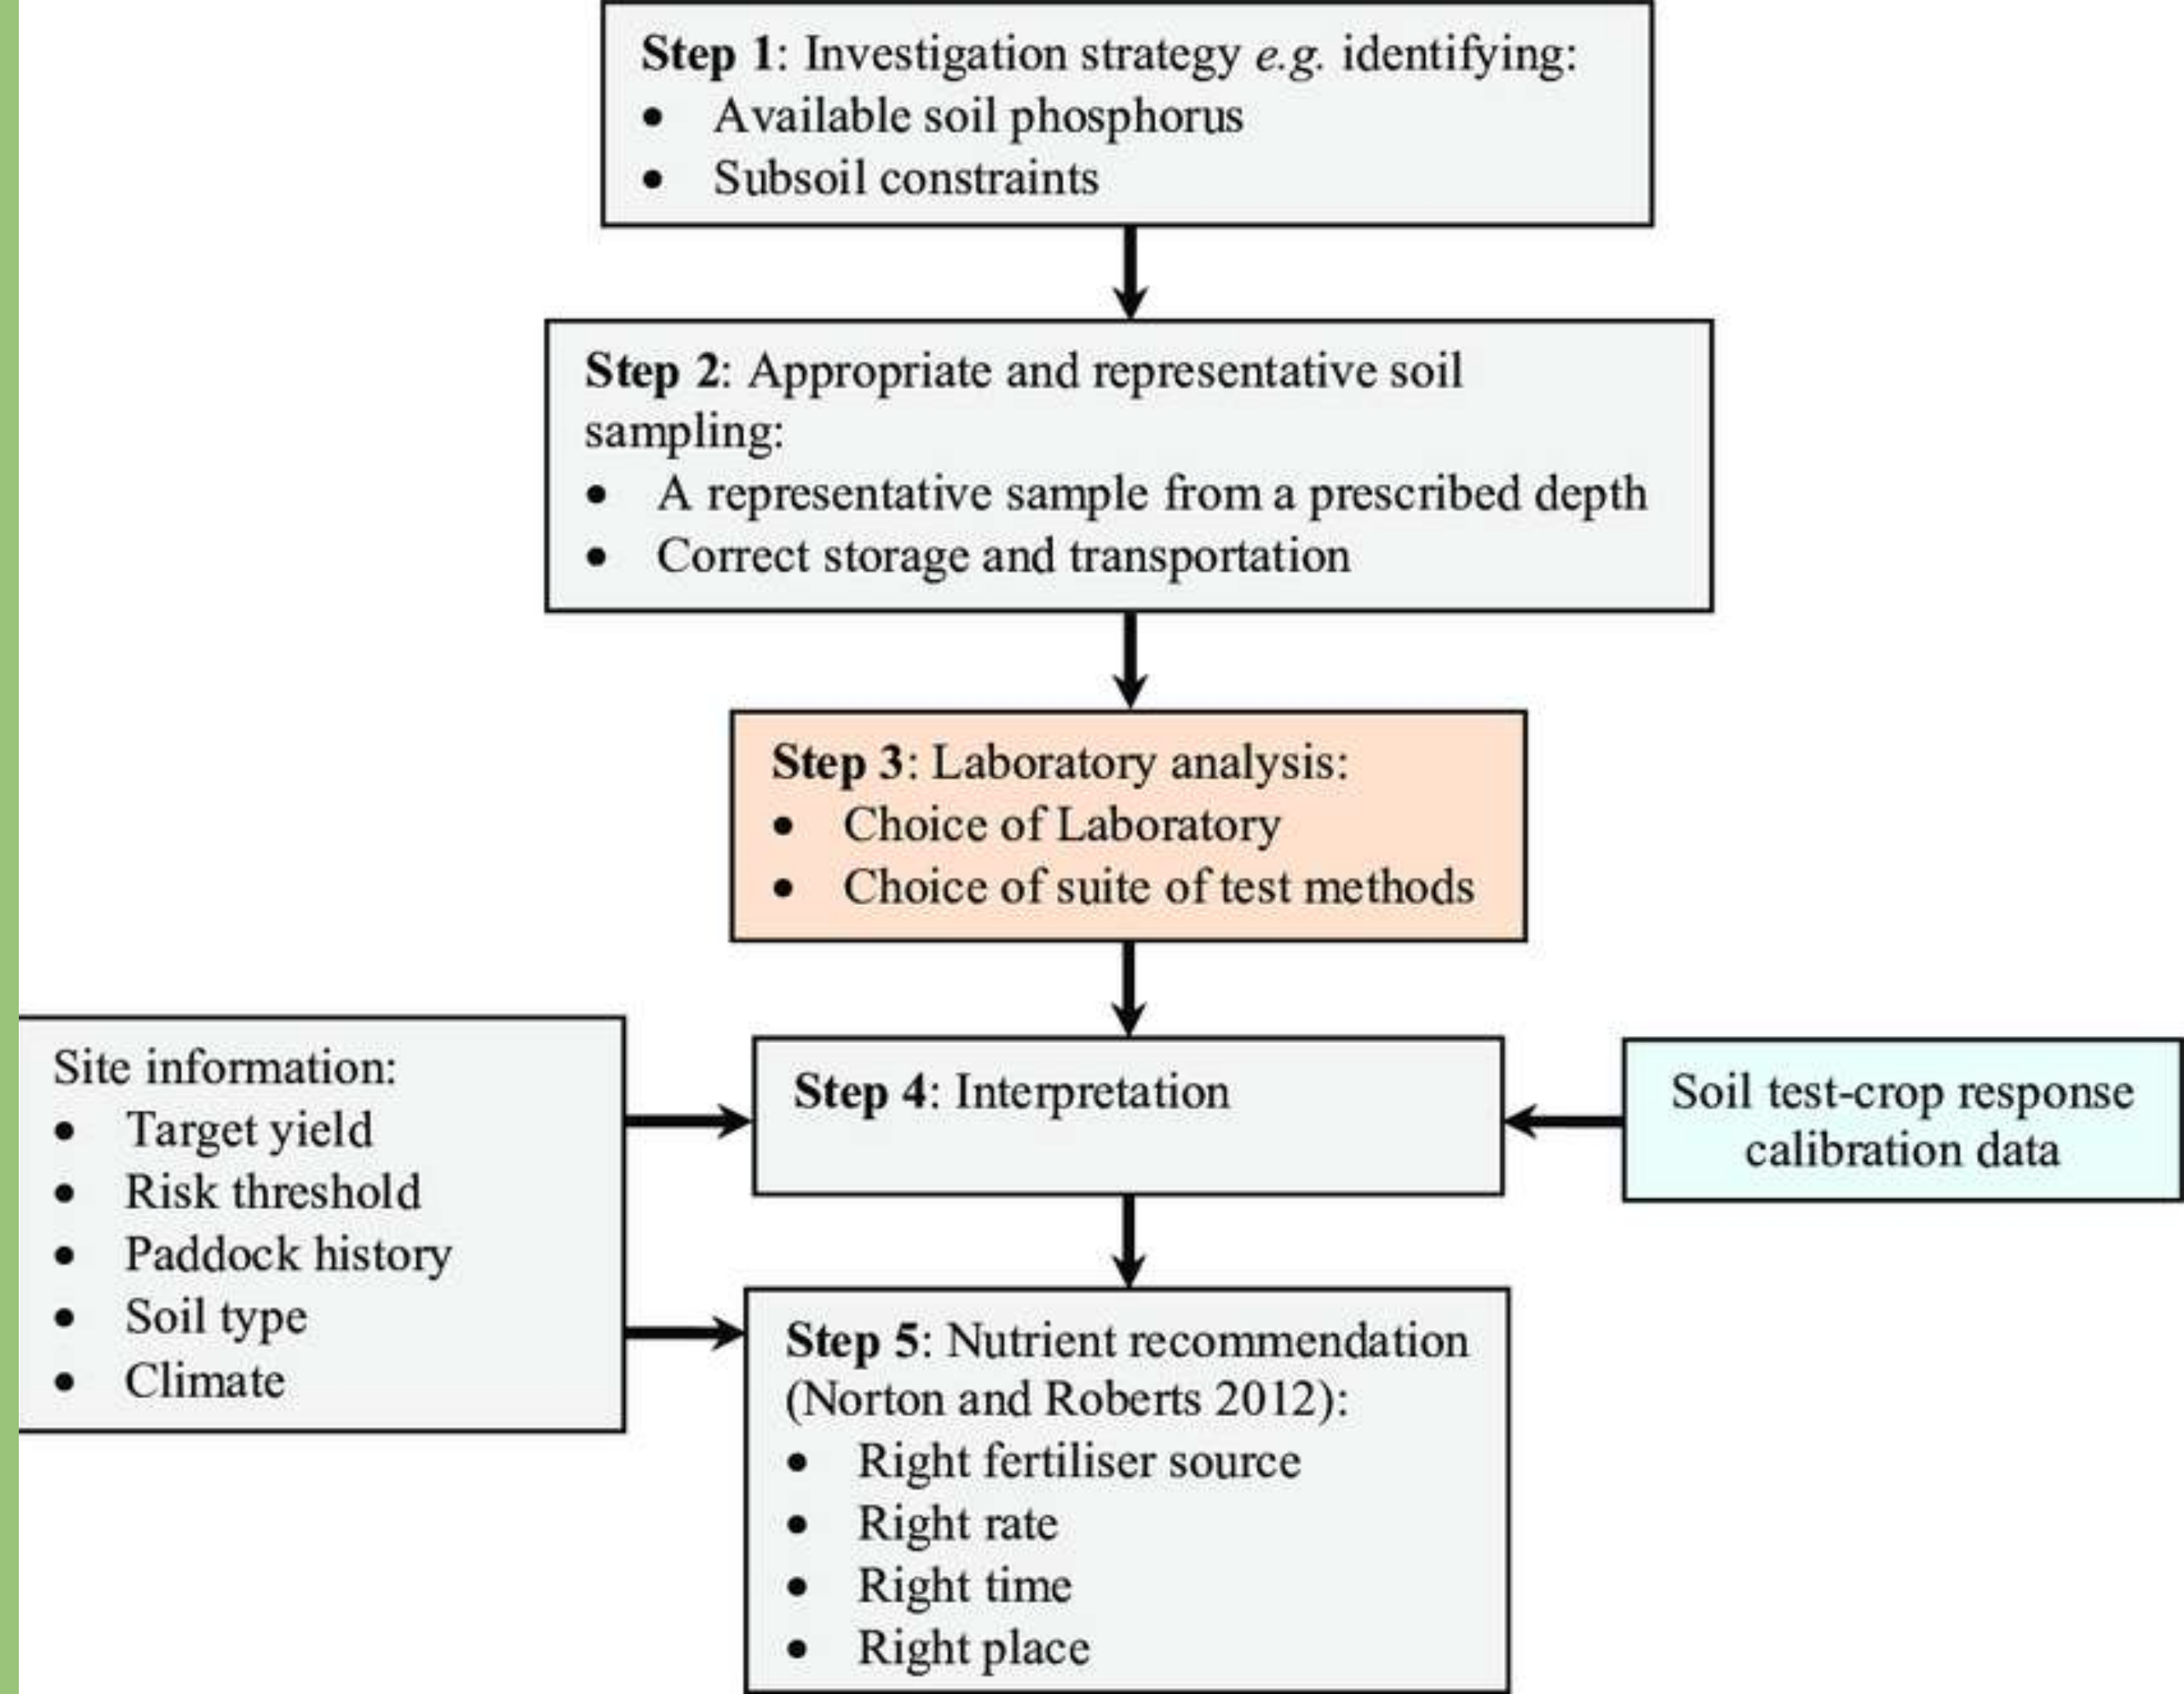 Step 1: Investigation strategy e.g. identifying:
• Available soil phosphorus
• Subsoil constraints
Step 2: Appropriate and representative soil
sampling:
• A representative sample from a prescribed depth
• Correct storage and transportation
Step 3: Laboratory analysis:
• Choice of Laboratory
• Choice of suite of test methods
Site information:
• Target yield
• Risk threshold
• Paddock history
• Soil type
• Climate
Step 4: Interpretation
Soil test-crop response
calibration data
Step 5: Nutrient recommendation
(Norton and Roberts 2012):
• Right fertiliser source
• Right rate
• Right time
• Right place